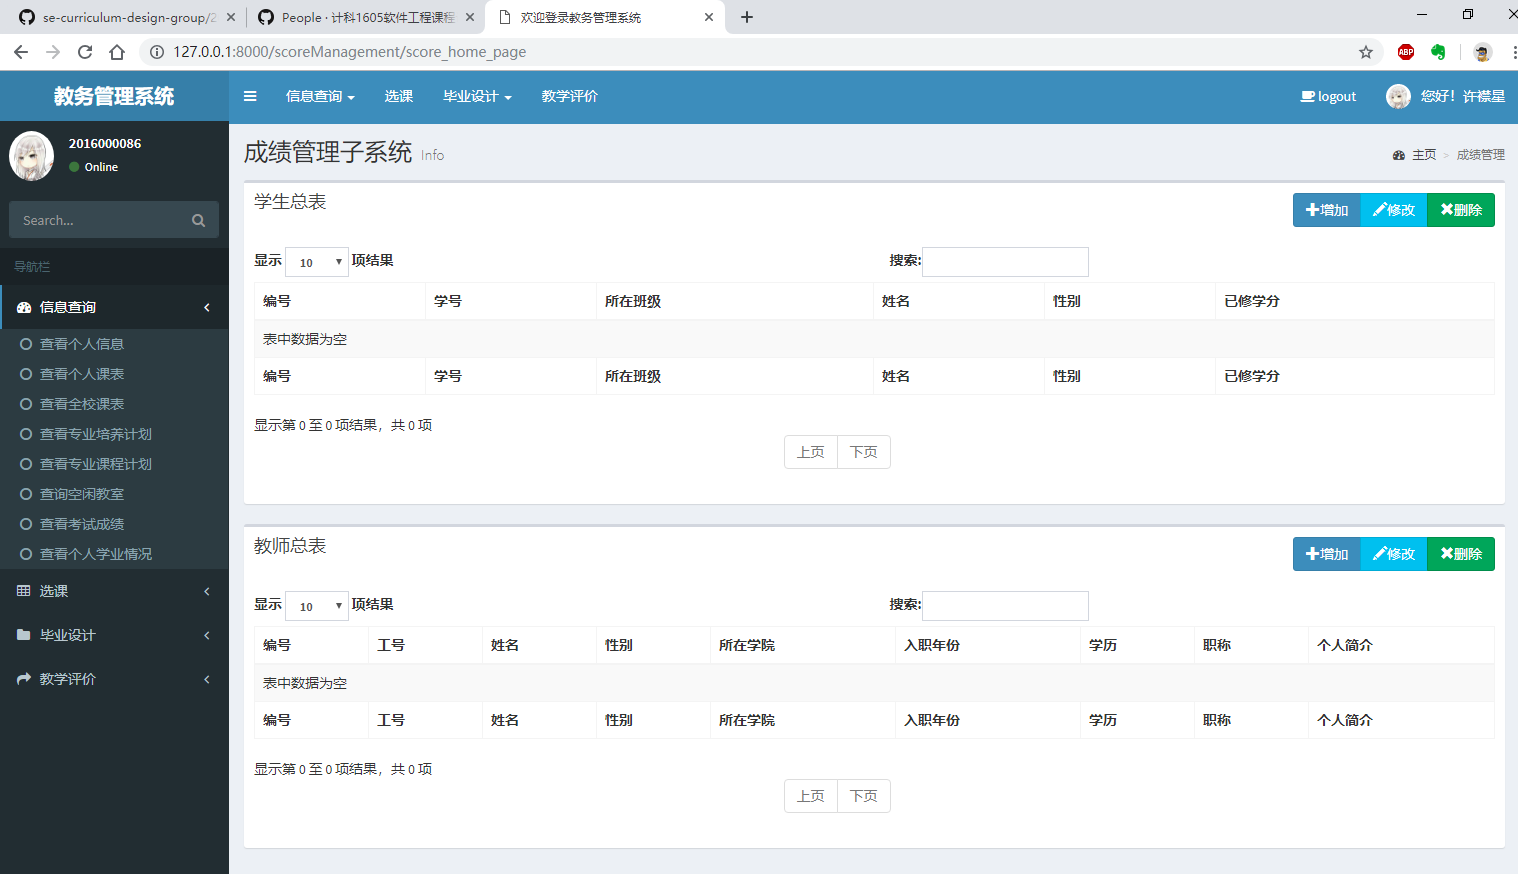 se-curriculum-design-group/2
People · 计科1605软件工程课程
欢迎登录教务管理系统
127.0.0.1:8000/scoreManagement/score_home_page
ABP
教务管理系统
信息查询 选课 毕业设计 教学评价
logout
您好！许襟星
2016000086
Online
Search...
导航栏
信息查询
查看个人信息
查看个人课表
查看全校课表
查看专业培养计划
查看专业课程计划
查询空闲教室
查看考试成绩
查看个人学业情况
选课
毕业设计
教学评价
成绩管理子系统 Info
主页 > 成绩管理
学生总表
增加 修改 删除
显示 10 项结果
搜索:
编号 学号 所在班级 姓名 性别 已修学分
表中数据为空
编号 学号 所在班级 姓名 性别 已修学分
显示第 0 至 0 项结果，共 0 项
上页 下页
教师总表
增加 修改 删除
显示 10 项结果
搜索:
编号 工号 姓名 性别 所在学院 入职年份 学历 职称 个人简介
表中数据为空
编号 工号 姓名 性别 所在学院 入职年份 学历 职称 个人简介
显示第 0 至 0 项结果，共 0 项
上页 下页